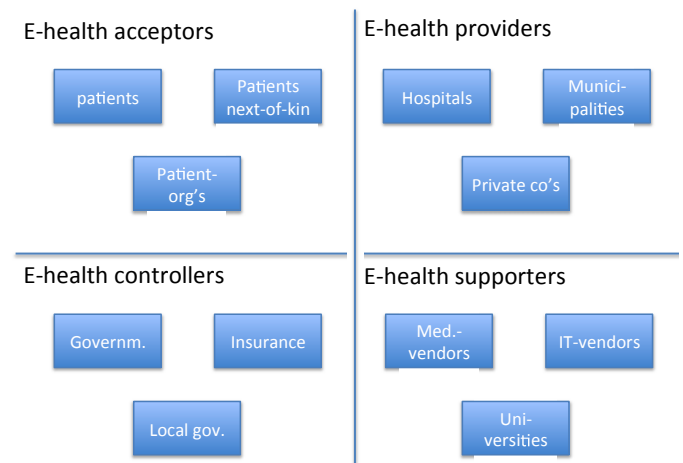 E-health acceptors
patients
Patients
next-of-kin
Patient-
org's
E-health providers
Hospitals
Munici-
palities
Private co's
E-health controllers
Governm.
Insurance
Local gov.
E-health supporters
Med.-
vendors
IT-vendors
Uni-
versities